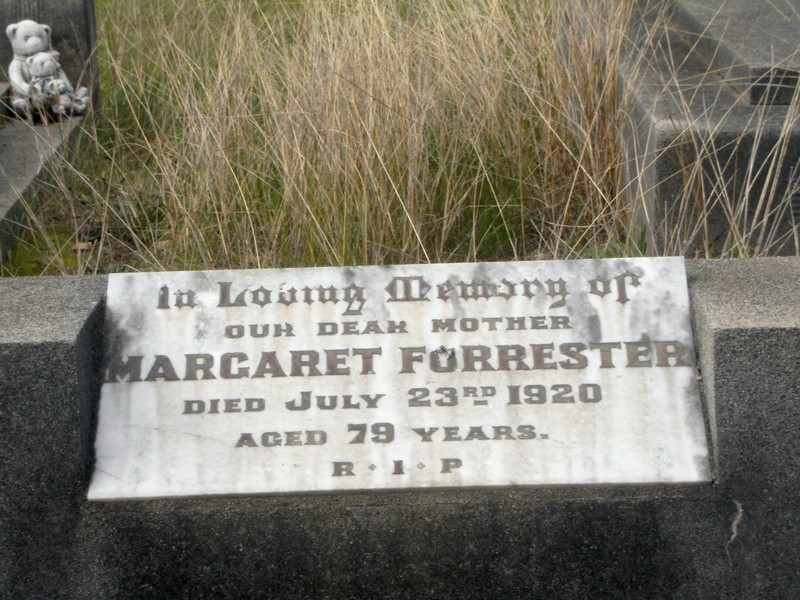 In Loving Memory of
OUR DEAR MOTHER
MARGARET FORRESTER
DIED JULY 23RD 1920
AGED 79 YEARS.
R · I · P